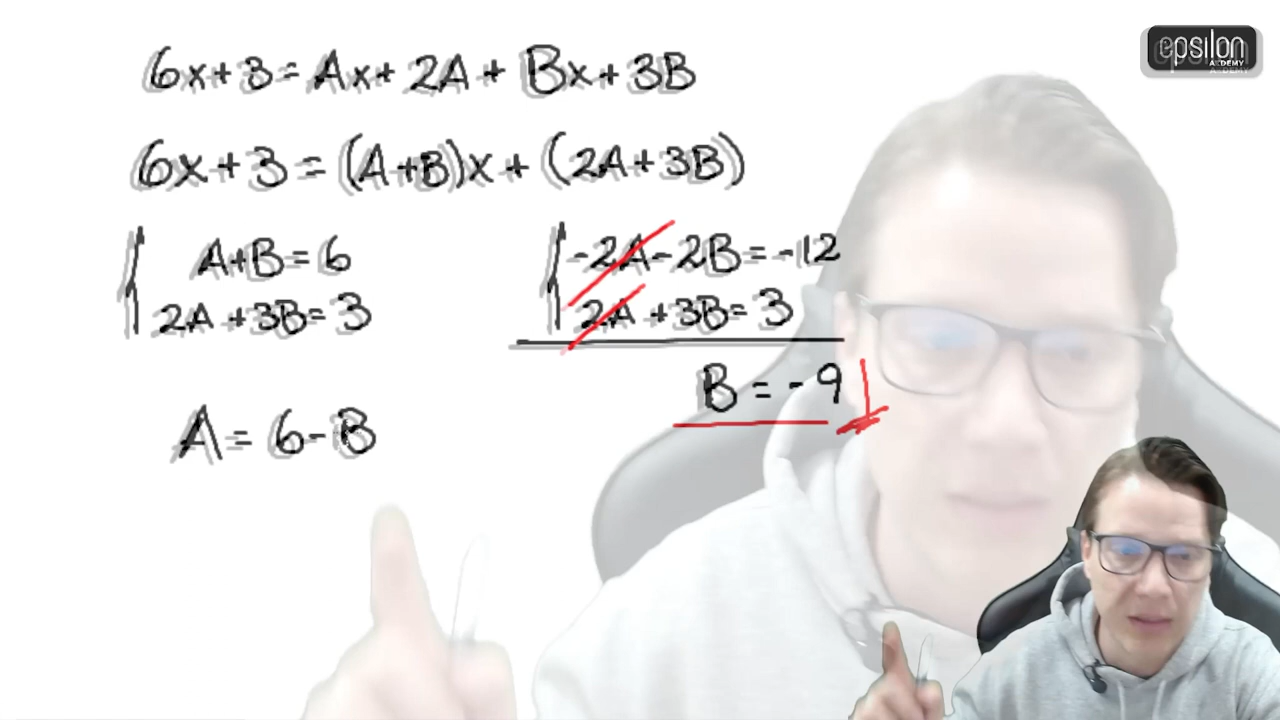 epsilon
ACADEMY
6x+3=Ax+2A+Bx+3B
6x+3=(A+B)x+(2A+3B)
A+B=6
2A+3B=3
-2A-2B=-12
2A+3B=3
B=-9
A=6-B